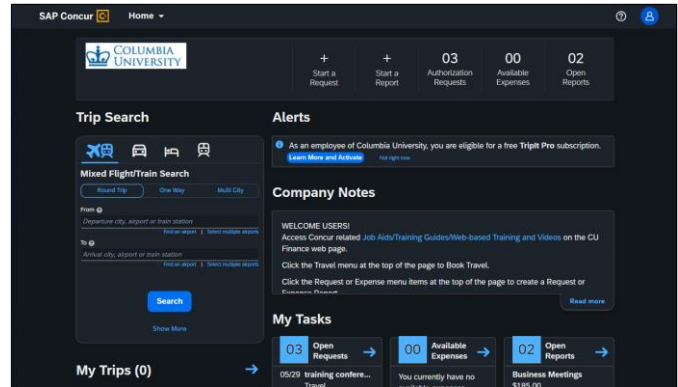 SAP Concur C Home
COLUMBIA
UNIVERSITY
+
Start a
Request
+
Start a
Report
03
Authorization
Requests
00
Available
Expenses
02
Open
Reports
Trip Search
Mixed Flight/Train Search
Round Trip One Way Multi City
From
Departure city, airport or train station
Find an airport | Select multiple airports
To
Arrival city, airport or train station
Find an airport | Select multiple airports
Search
Show More
My Trips (0) →
Alerts
As an employee of Columbia University, you are eligible for a free TripIt Pro subscription.
Learn More and Activate Not right now
Company Notes
WELCOME USERS!
Access Concur related Job Aids/Training Guides/Web-based Training and Videos on the CU
Finance web page.
Click the Travel menu at the top of the page to Book Travel.
Click the Request or Expense menu items at the top of the page to create a Request or
Expense Report.
Read more
My Tasks
03 Open
Requests →
05/29 training confere...
Travel
00 Available
Expenses →
You currently have no
available expenses
02 Open
Reports →
Business Meetings
$185.00